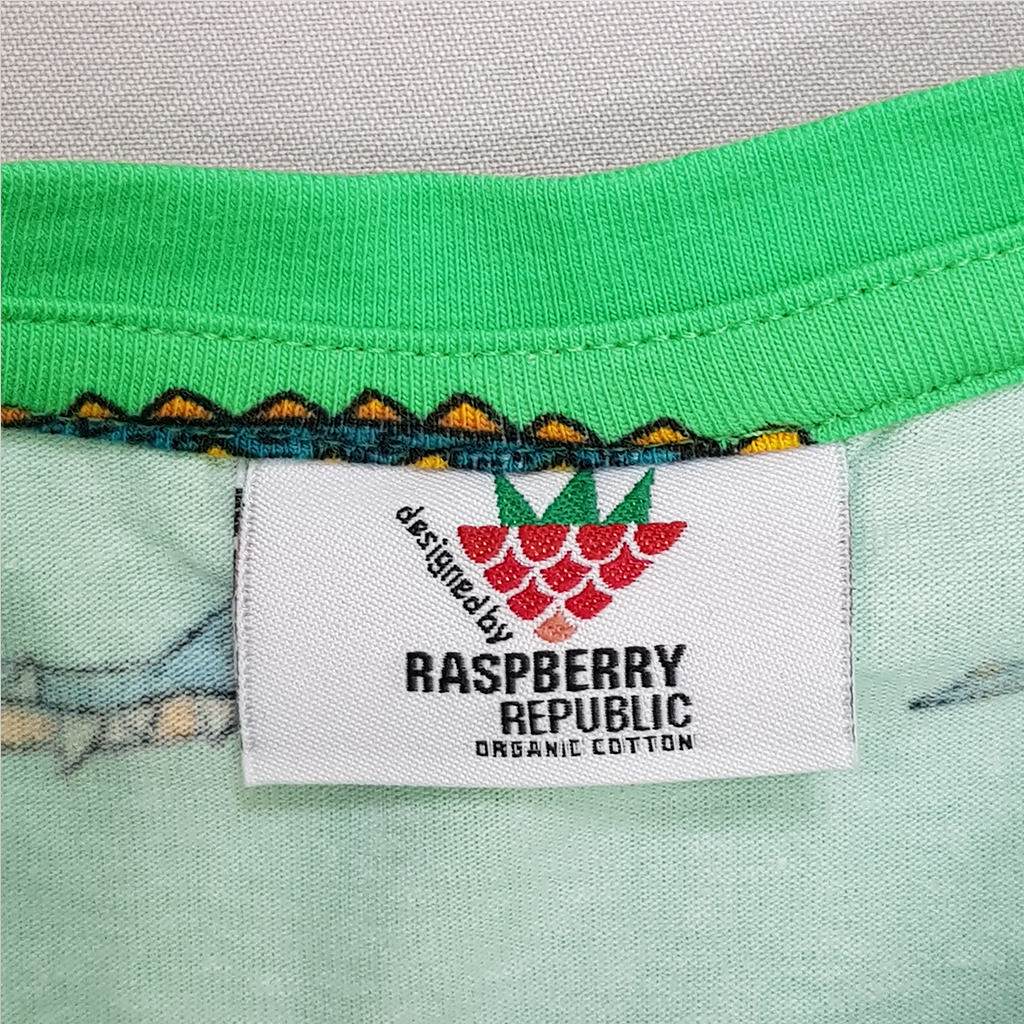 designed by
RASPBERRY
REPUBLIC
ORGANIC COTTON